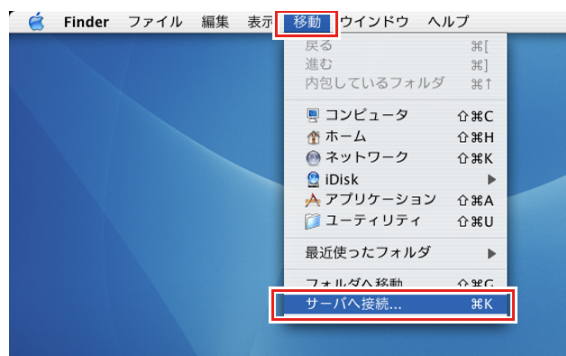 Finder ファイル 編集 表示 移動 ウインドウ ヘルプ
戻る ⌘[
進む ⌘]
内包しているフォルダ ⌘↑
コンピュータ ⇧⌘C
ホーム ⇧⌘H
ネットワーク ⇧⌘K
iDisk ▶
アプリケーション ⇧⌘A
ユーティリティ ⇧⌘U
最近使ったフォルダ ▶
フォルダへ移動 ⇧⌘G
サーバへ接続... ⌘K